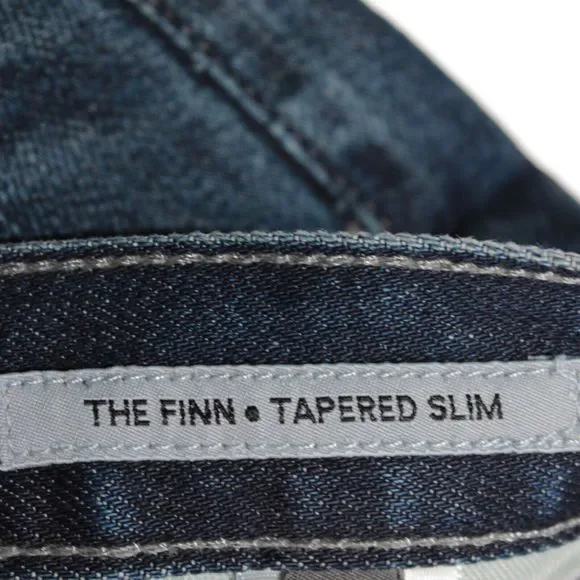 THE FINN • TAPERED SLIM